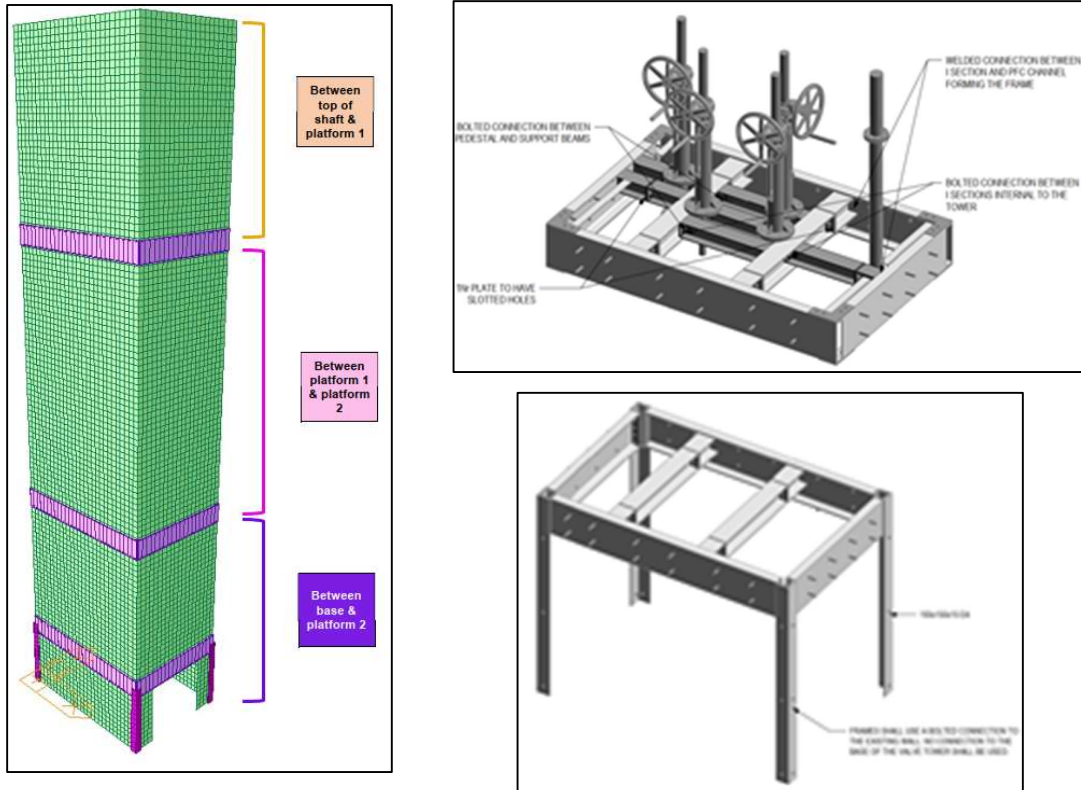 Between
top of
shaft &
platform 1
Between
platform 1
& platform
2
Between
base &
platform 2
BOLTED CONNECTION BETWEEN
PEDESTAL AND SUPPORT BEAMS
PLATE TO HAVE
SLOTTED HOLES
WELDED CONNECTION BETWEEN
I SECTION AND PFC CHANNEL
FORMING THE FRAME
BOLTED CONNECTION BETWEEN
I SECTIONS INTERNAL TO THE
TOWER
FRAMES SHALL USE A BOLTED CONNECTION TO
THE EXISTING WALL. NO CONNECTION TO THE
BASE OF THE VALVE TOWER SHALL BE USED